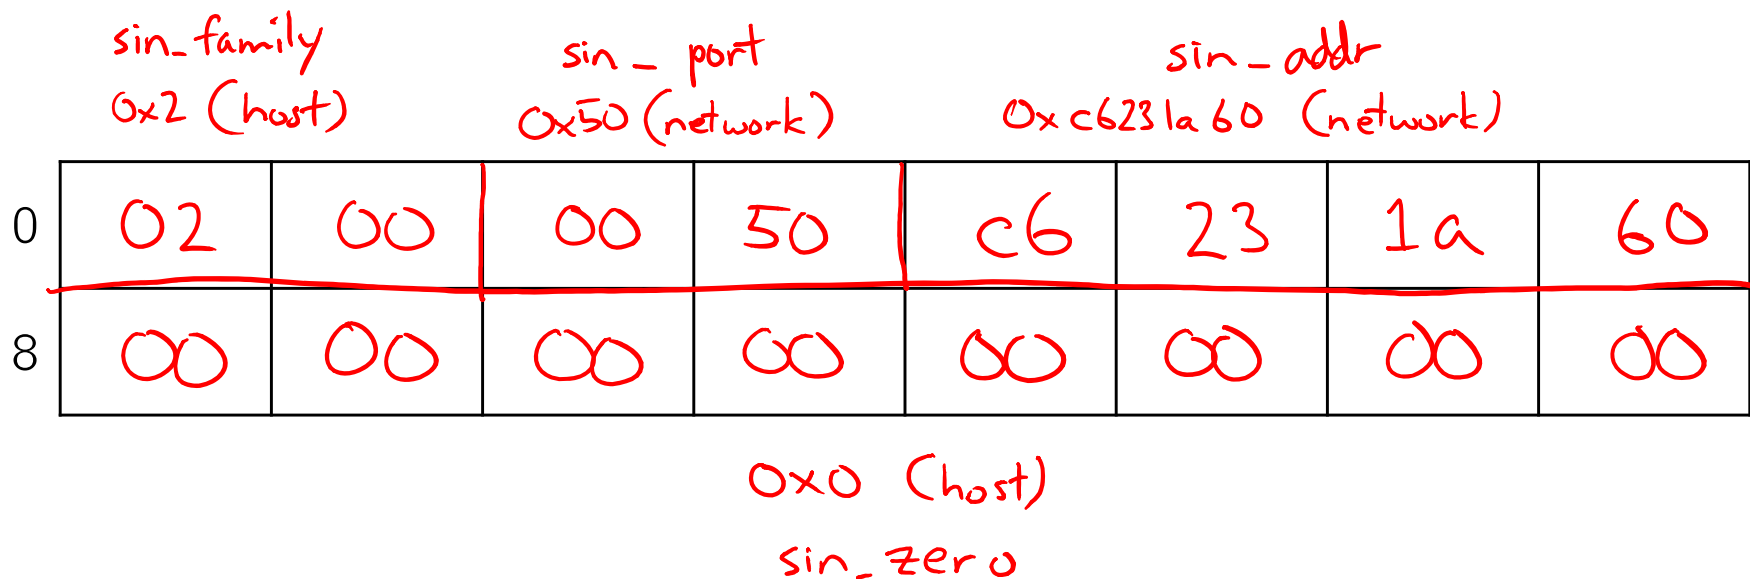 sin_family sin_port sin_addr
0x2 (host) 0x50 (network) 0xc6231a60 (network)
0 02 00 00 50 c6 23 1a 60
8 00 00 00 00 00 00 00 00
0x0 (host)
sin_zero